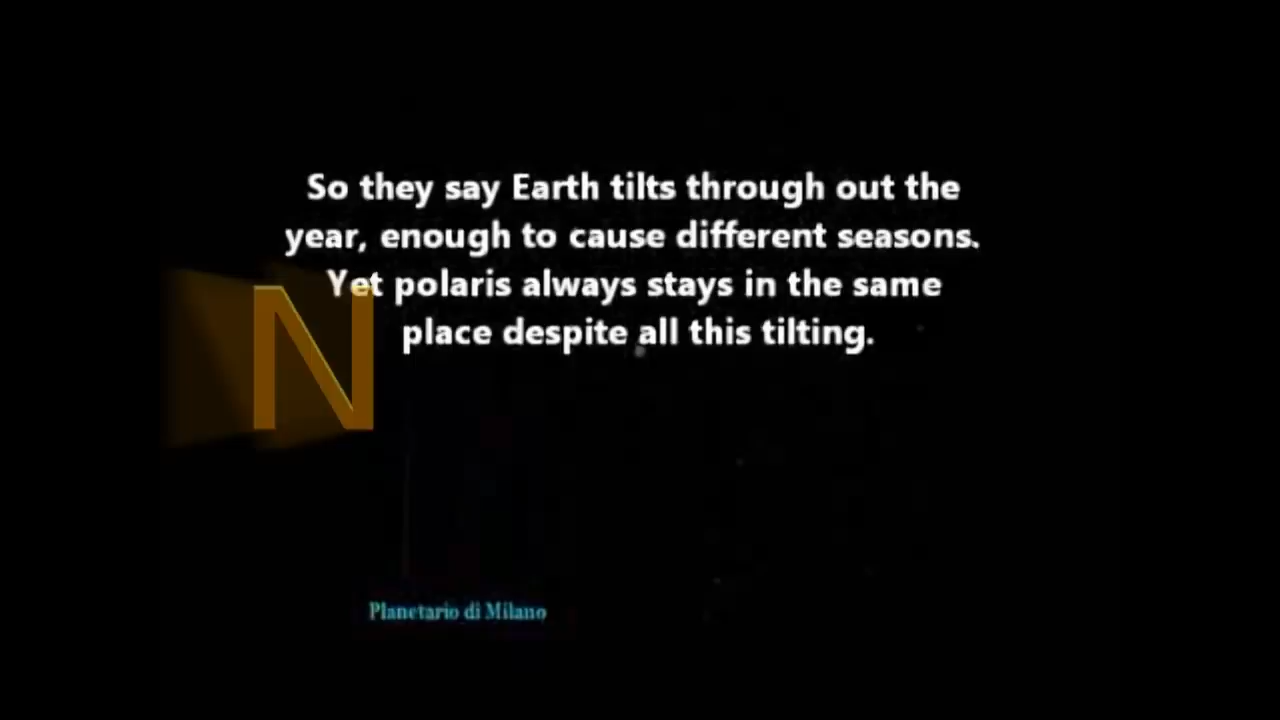 So they say Earth tilts through out the
year, enough to cause different seasons.
Yet polaris always stays in the same
place despite all this tilting.
N
Planetario di Milano